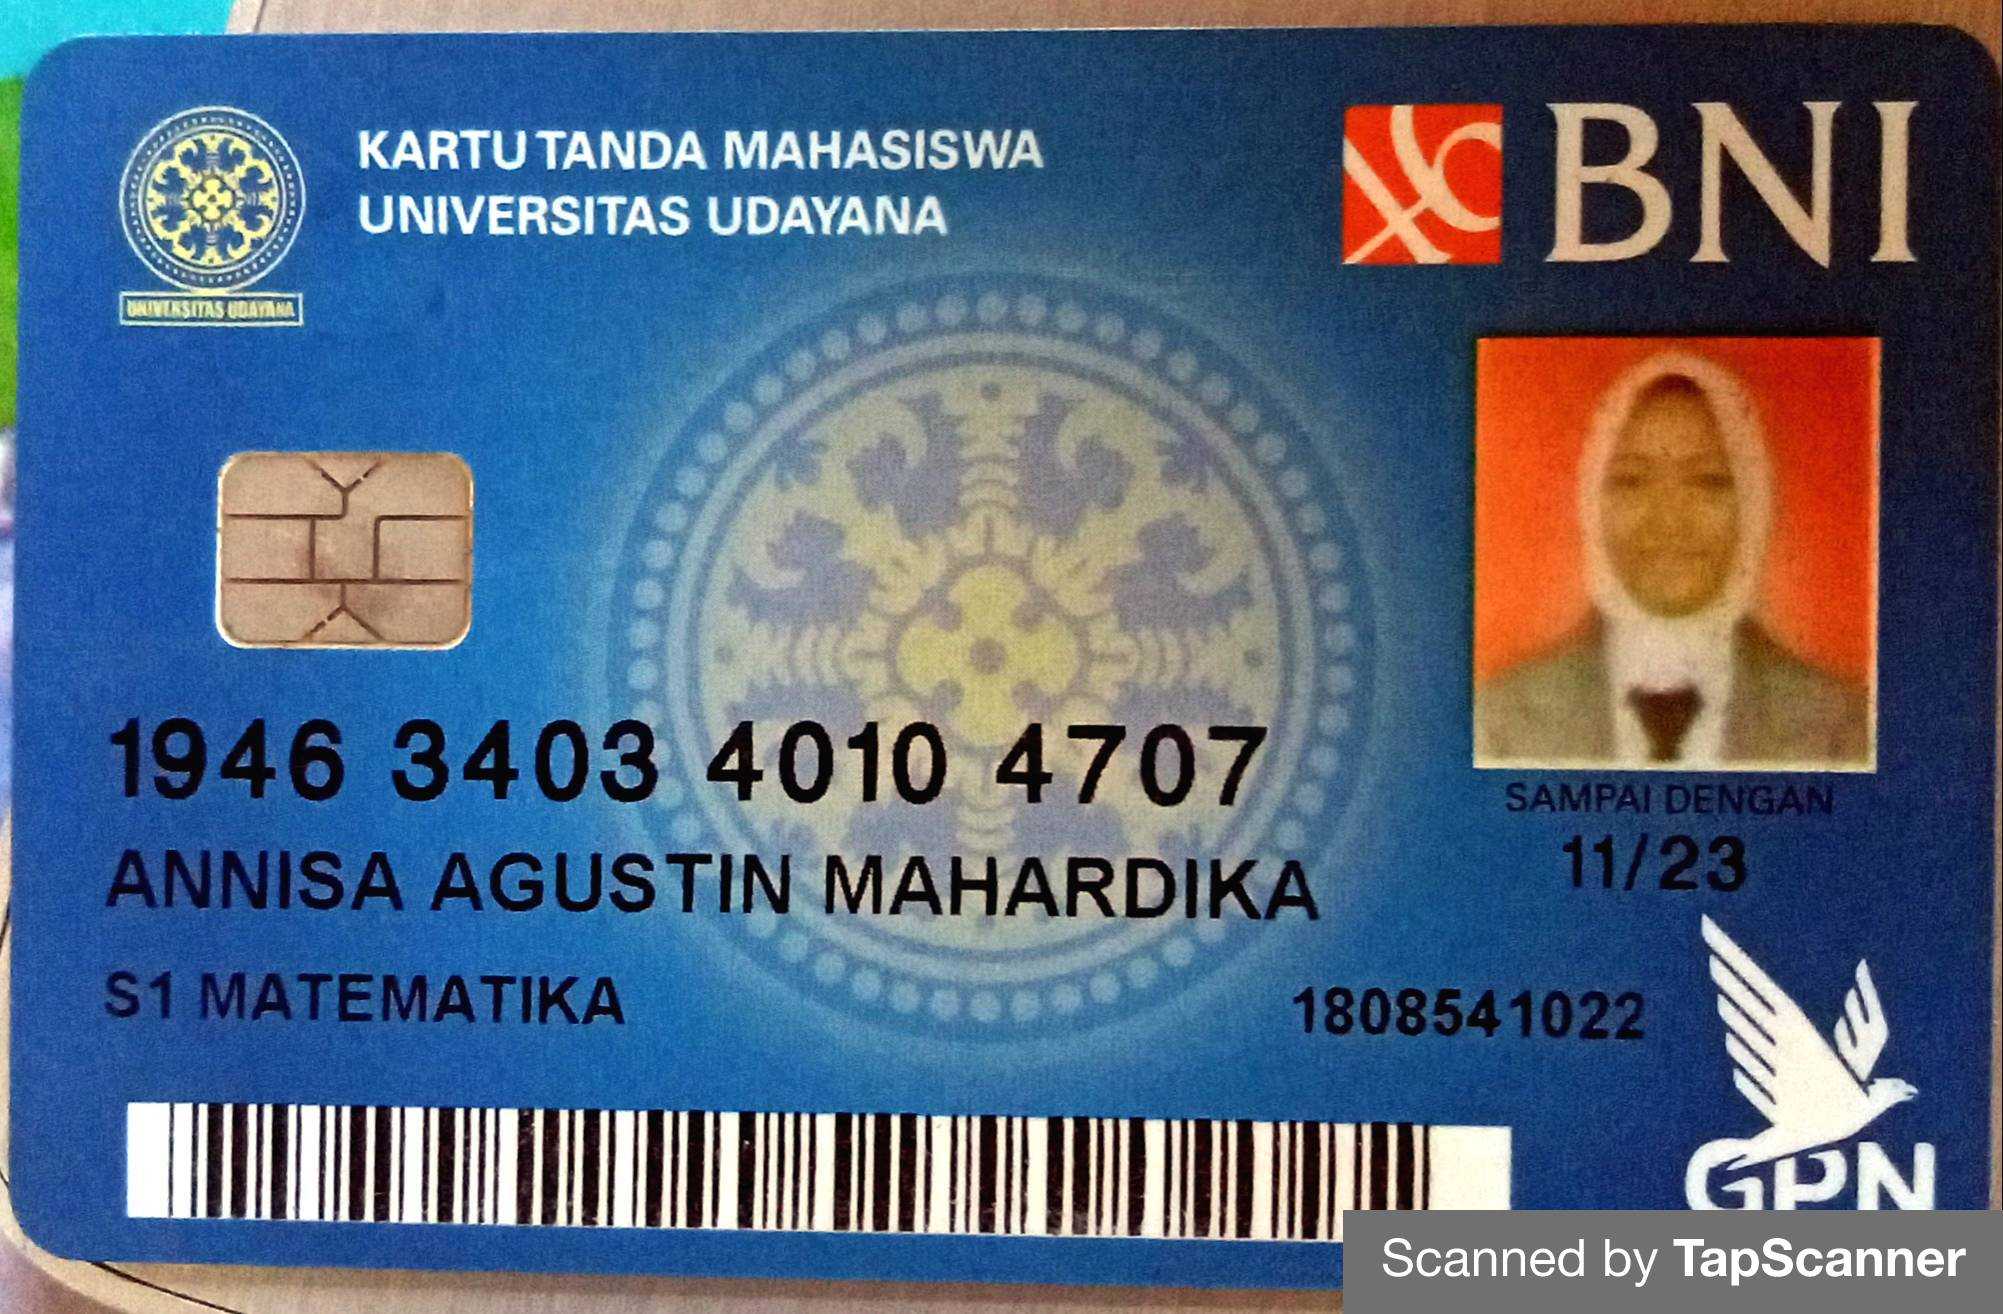 KARTU TANDA MAHASISWA
UNIVERSITAS UDAYANA
BNI
UNIVERSITAS UDAYANA
1946 3403 4010 4707
SAMPAI DENGAN
11/23
ANNISA AGUSTIN MAHARDIKA
S1 MATEMATIKA
1808541022
GPN
Scanned by TapScanner